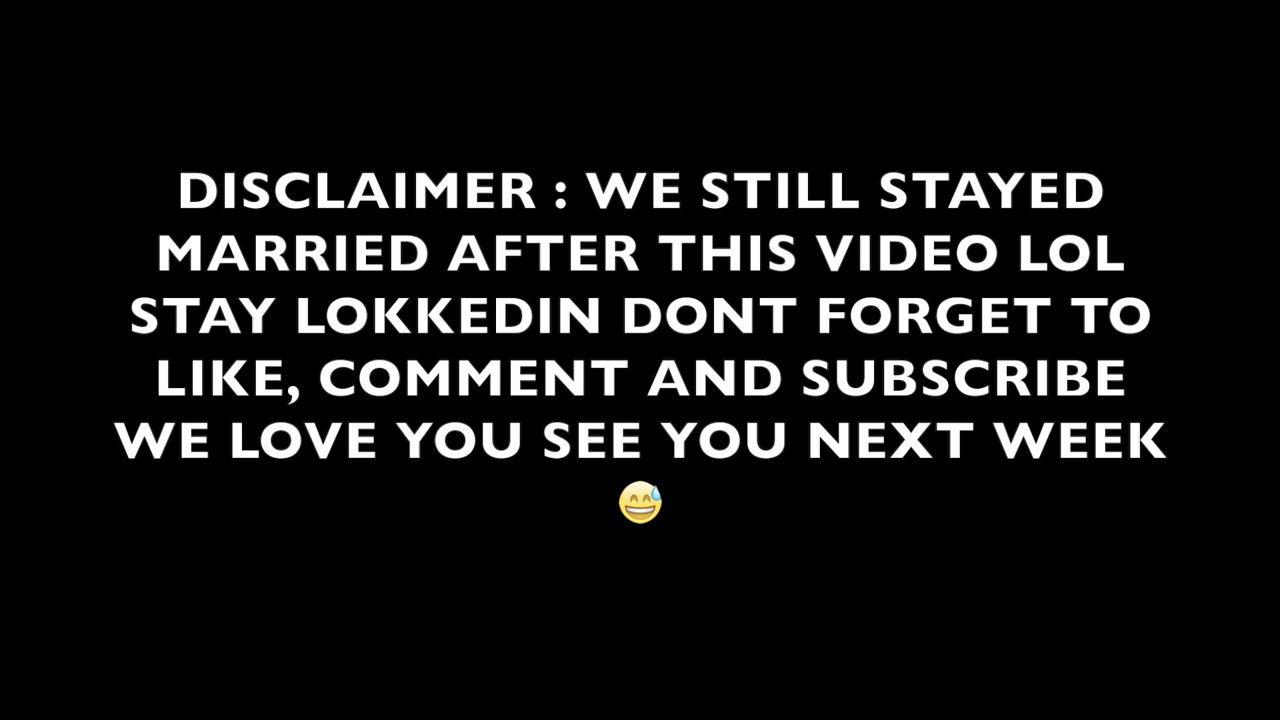 DISCLAIMER : WE STILL STAYED
MARRIED AFTER THIS VIDEO LOL
STAY LOKKEDIN DONT FORGET TO
LIKE, COMMENT AND SUBSCRIBE
WE LOVE YOU SEE YOU NEXT WEEK
😅